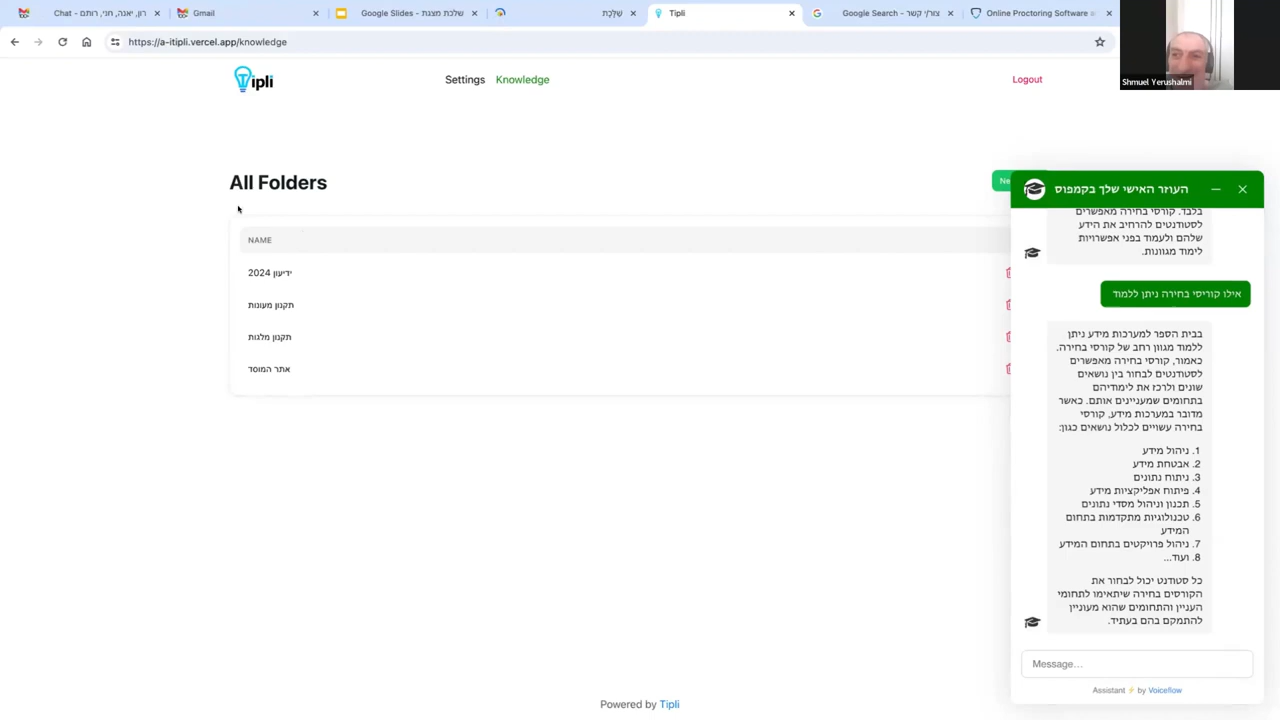 Chat - רון, יאנה, חני, רותם
Gmail
Google Slides - שלכת מצגת
שַׁלֶּכֶת
Tipli
Google Search - צורי קשר
Online Proctoring Software &
https://a-itipli.vercel.app/knowledge
Shmuel Yerushalmi
Tipli
Settings
Knowledge
Logout
All Folders
NAME
ידיעון 2024
תקנון מעונות
תקנון מלגות
אתר המוסד
העוזר האישי שלך בקמפוס
בלבד. קורסי בחירה מאפשרים
לסטודנטים להרחיב את הידע
שלהם ולעמוד בפני אפשרויות
לימוד מגוונות.
אילו קוריסי בחירה ניתן ללמוד
בבית הספר למערכות מידע ניתן
ללמוד מגוון רחב של קורסי בחירה.
כאמור, קורסי בחירה מאפשרים
לסטודנטים לבחור בין נושאים
שונים ולרכז את לימודיהם
בתחומים שמעניינים אותם. כאשר
מדובר במערכות מידע, קורסי
בחירה עשויים לכלול נושאים כגון:
1. ניהול מידע
2. אבטחת מידע
3. ניתוח נתונים
4. פיתוח אפליקציות מידע
5. תכנון וניהול מסדי נתונים
6. טכנולוגיות מתקדמות בתחום
המידע
7. ניהול פרויקטים בתחום המידע
8. ועוד...
כל סטודנט יכול לבחור את
הקורסים בחירה שיתאימו לתחומי
העניין והתחומים שהוא מעוניין
להתמקם בהם בעתיד.
Message...
Assistant ⚡ by Voiceflow
Powered by Tipli